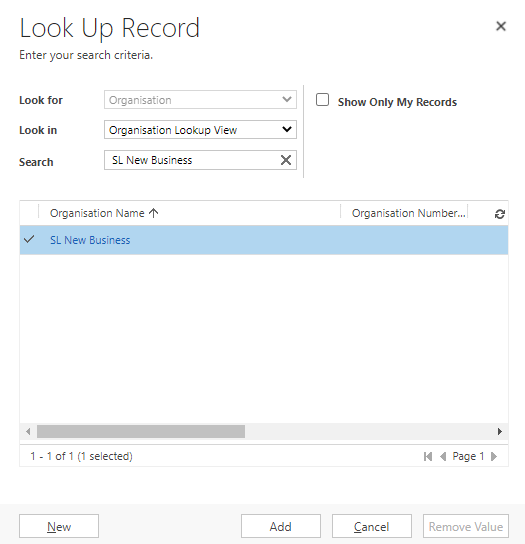 Look Up Record
Enter your search criteria.
Look for Organisation Show Only My Records
Look in Organisation Lookup View
Search SL New Business
Organisation Name Organisation Number...
SL New Business
1 - 1 of 1 (1 selected) Page 1
New Add Cancel Remove Value